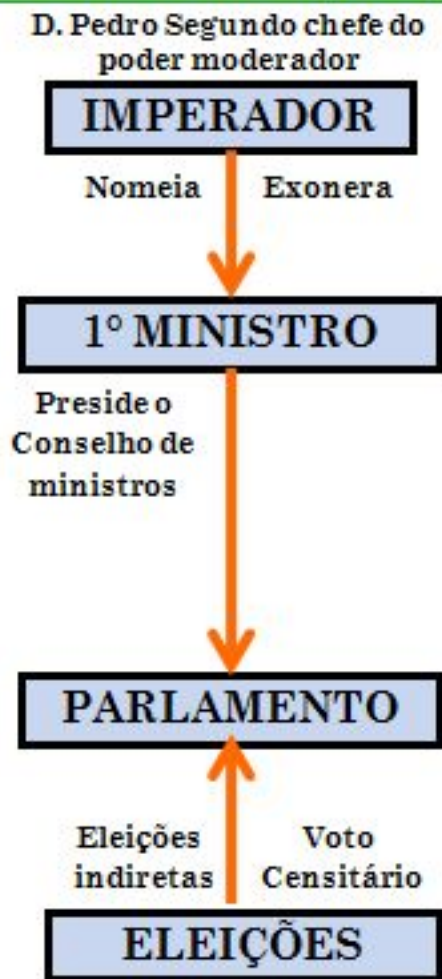 D. Pedro Segundo chefe do
poder moderador
IMPERADOR
Nomeia Exonera
1º MINISTRO
Preside o
Conselho de
ministros
PARLAMENTO
Eleições
indiretas
Voto
Censitário
ELEIÇÕES